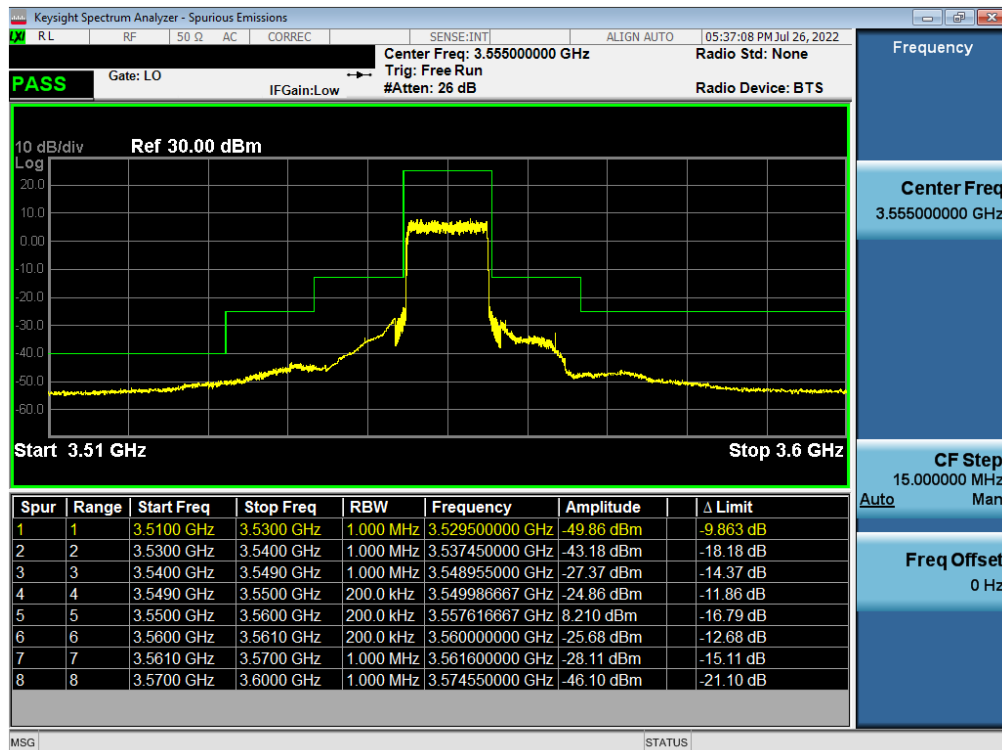 Keysight Spectrum Analyzer - Spurious Emissions
LXI RL RF 50 Ω AC CORREC SENSE:INT ALIGN AUTO 05:37:08 PM Jul 26, 2022
Center Freq: 3.555000000 GHz Radio Std: None
Trig: Free Run
PASS Gate: LO IFGain:Low #Atten: 26 dB Radio Device: BTS
10 dB/div Ref 30.00 dBm
Log
20.0
10.0
0.00
-10.0
-20.0
-30.0
-40.0
-50.0
-60.0
Start 3.51 GHz Stop 3.6 GHz
Spur Range Start Freq Stop Freq RBW Frequency Amplitude Δ Limit
1 1 3.5100 GHz 3.5300 GHz 1.000 MHz 3.529500000 GHz -49.86 dBm -9.863 dB
2 2 3.5300 GHz 3.5400 GHz 1.000 MHz 3.537450000 GHz -43.18 dBm -18.18 dB
3 3 3.5400 GHz 3.5490 GHz 1.000 MHz 3.548955000 GHz -27.37 dBm -14.37 dB
4 4 3.5490 GHz 3.5500 GHz 200.0 kHz 3.549986667 GHz -24.86 dBm -11.86 dB
5 5 3.5500 GHz 3.5600 GHz 200.0 kHz 3.557616667 GHz 8.210 dBm -16.79 dB
6 6 3.5600 GHz 3.5610 GHz 200.0 kHz 3.560000000 GHz -25.68 dBm -12.68 dB
7 7 3.5610 GHz 3.5700 GHz 1.000 MHz 3.561600000 GHz -28.11 dBm -15.11 dB
8 8 3.5700 GHz 3.6000 GHz 1.000 MHz 3.574550000 GHz -46.10 dBm -21.10 dB
MSG STATUS
Frequency
Center Freq
3.555000000 GHz
CF Step
15.000000 MHz
Auto Man
Freq Offset
0 Hz